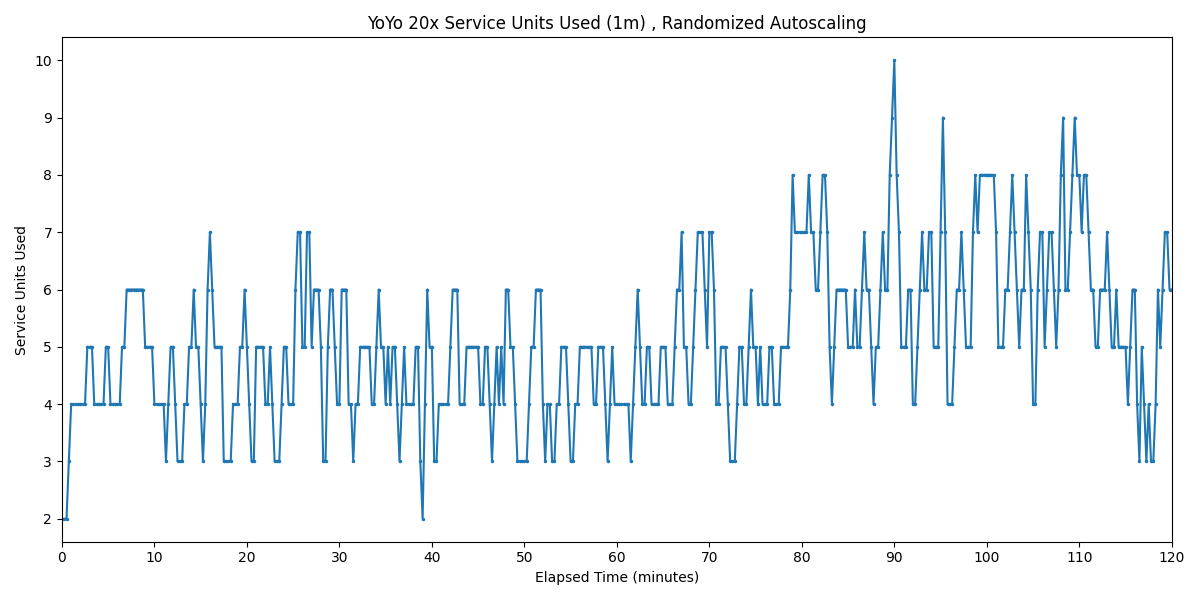 YoYo 20x Service Units Used (1m) , Randomized Autoscaling
Service Units Used
10
9
8
7
6
5
4
3
2
0 10 20 30 40 50 60 70 80 90 100 110 120
Elapsed Time (minutes)